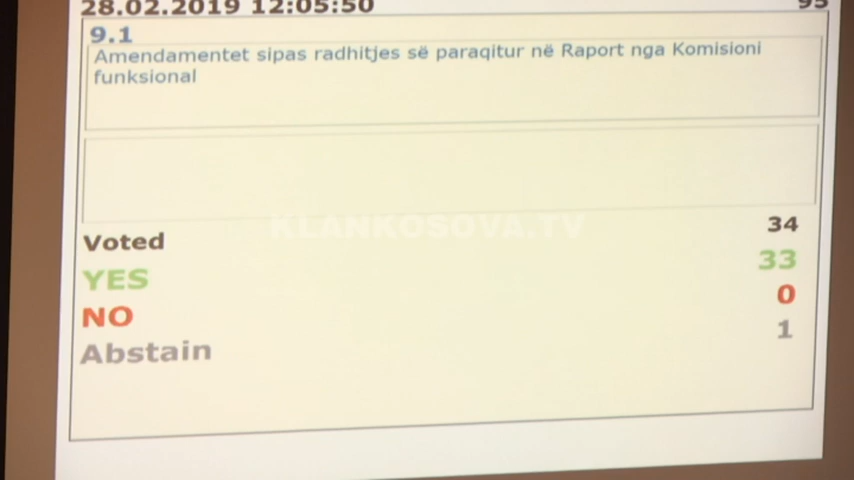 28.02.2019 12:05:50 95
9.1
Amendamentet sipas radhitjes së paraqitur në Raport nga Komisioni
funksional
KLANKOSOVA.TV
Voted 34
YES 33
NO 0
Abstain 1